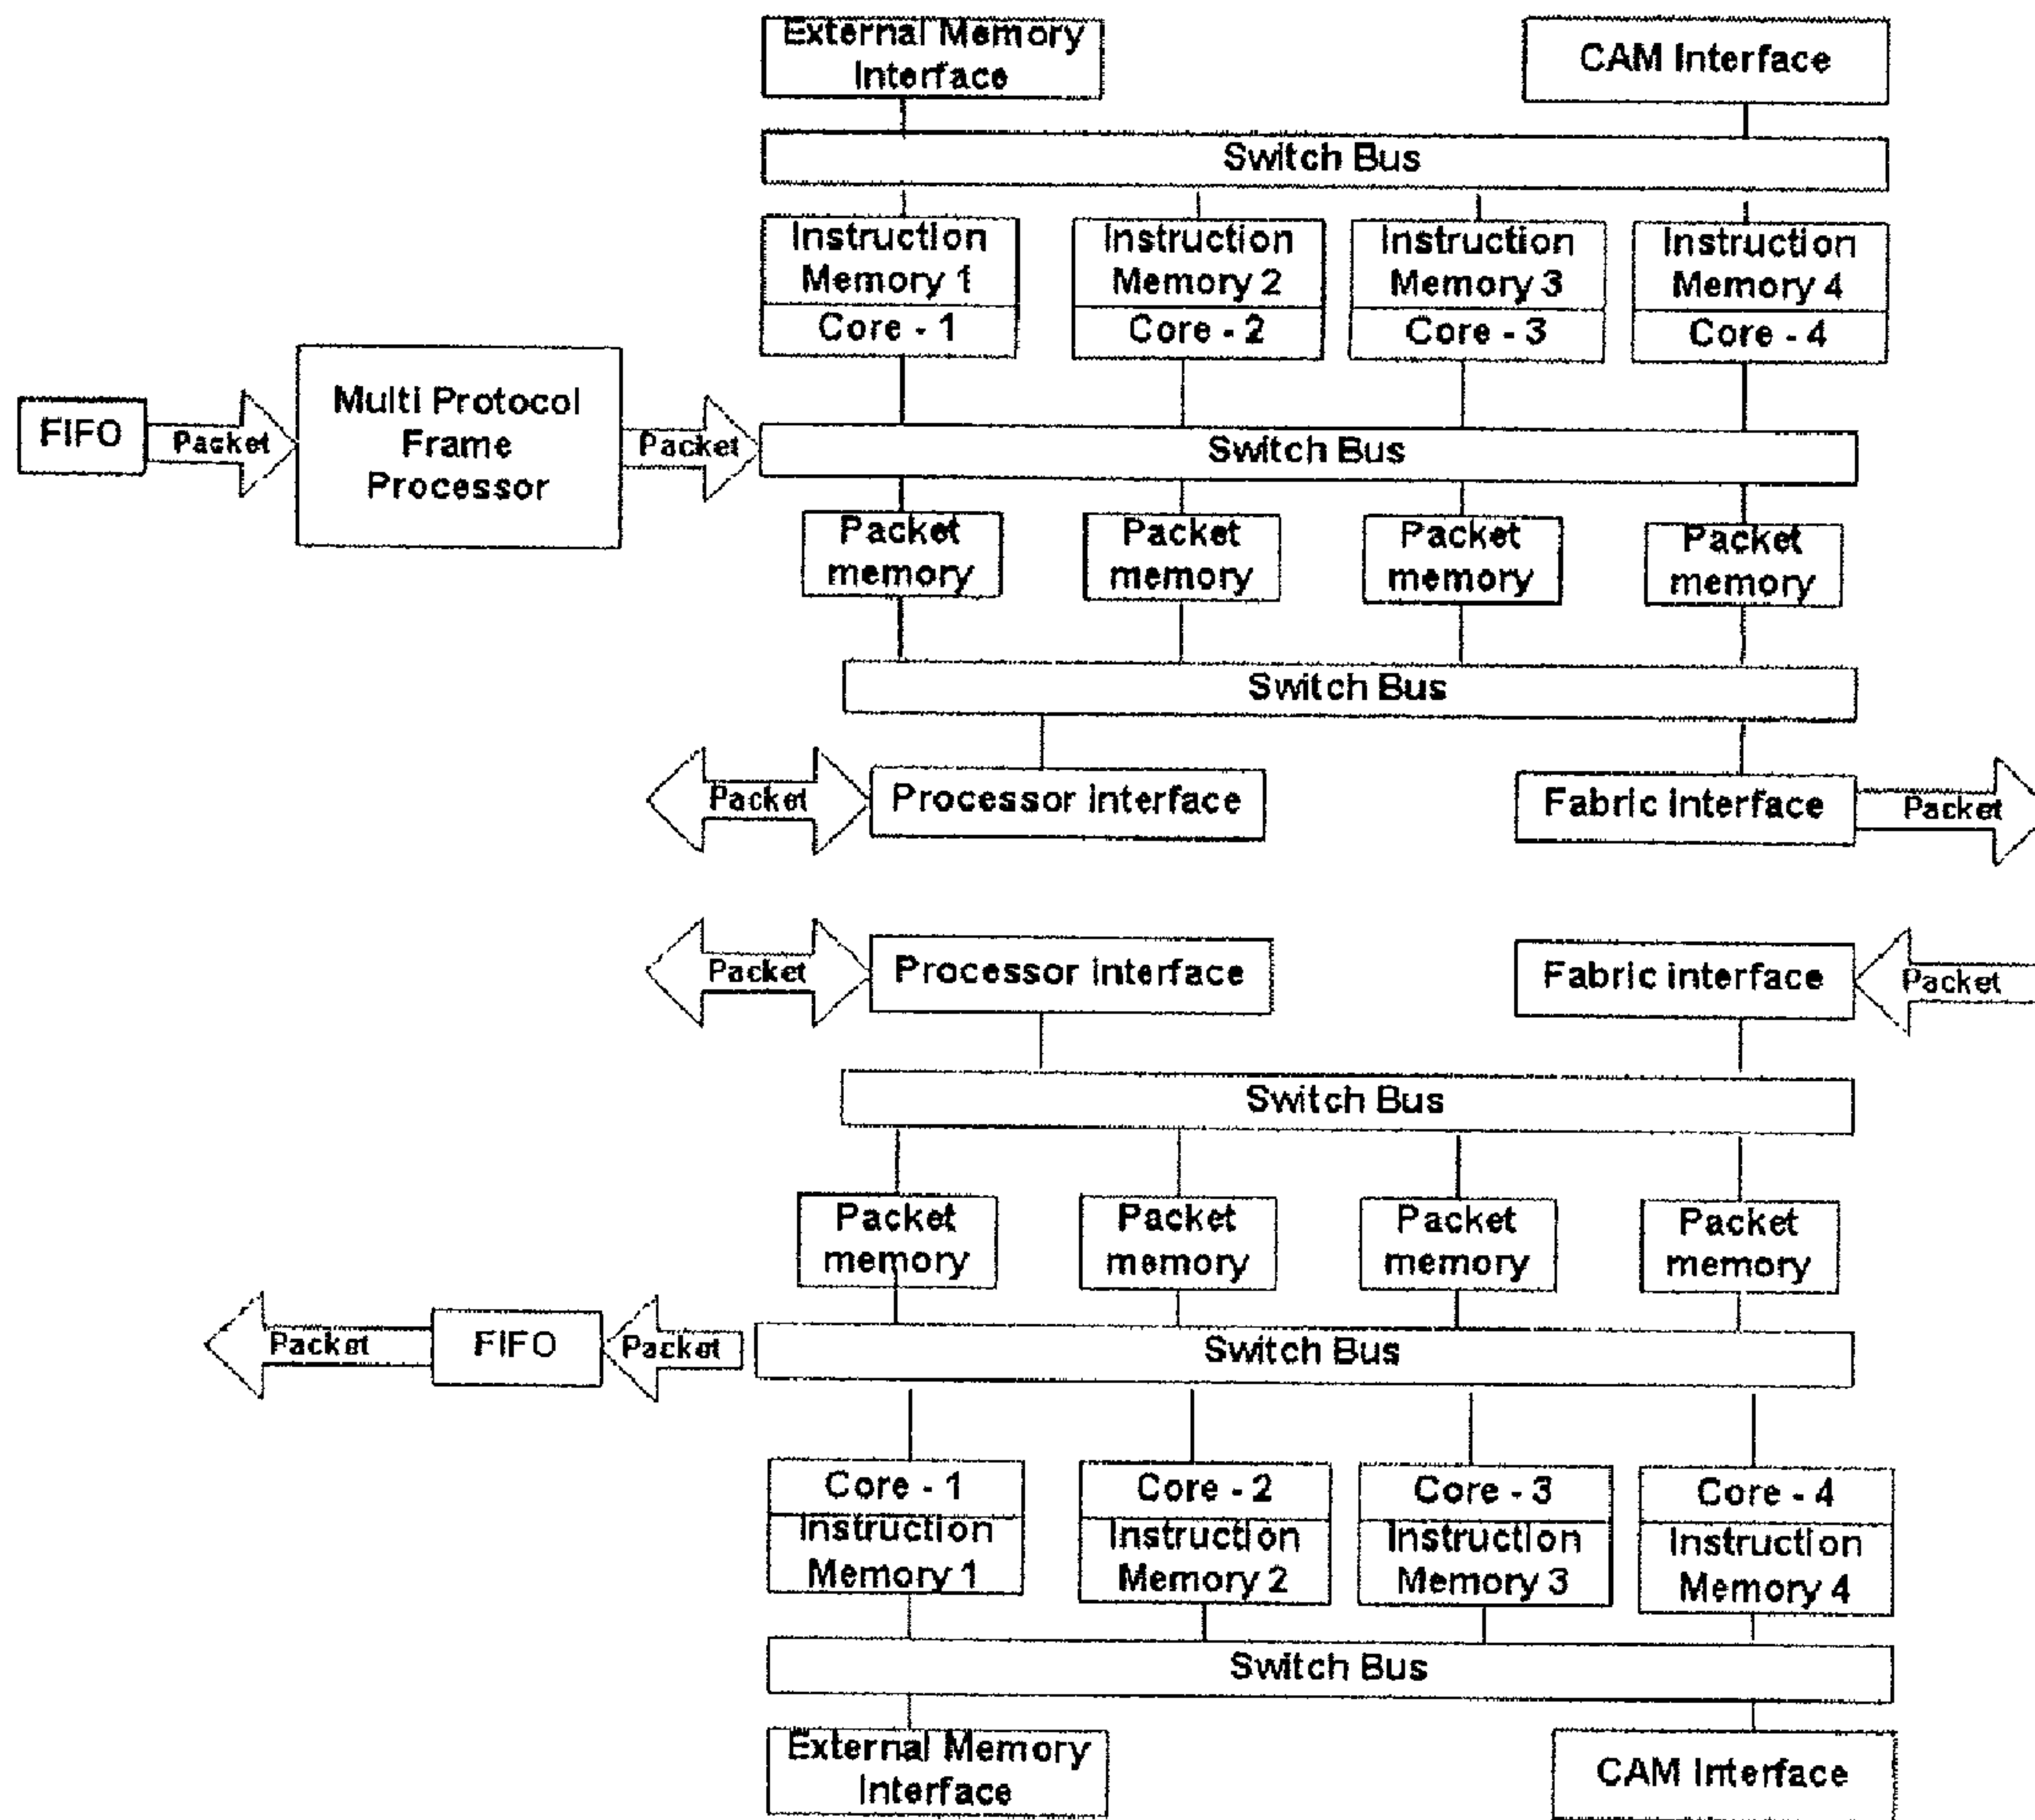 External Memory
Interface
CAM Interface
Switch Bus
Instruction
Memory 1
Core - 1
Instruction
Memory 2
Core - 2
Instruction
Memory 3
Core - 3
Instruction
Memory 4
Core - 4
FIFO
Packet
Multi Protocol
Frame
Processor
Packet
Switch Bus
Packet
memory
Packet
memory
Packet
memory
Packet
memory
Switch Bus
Packet
Processor interface
Fabric interface
Packet
Packet
Processor interface
Fabric interface
Packet
Switch Bus
Packet
memory
Packet
memory
Packet
memory
Packet
memory
Packet
FIFO
Packet
Switch Bus
Core - 1
Instruction
Memory 1
Core - 2
Instruction
Memory 2
Core - 3
Instruction
Memory 3
Core - 4
Instruction
Memory 4
Switch Bus
External Memory
Interface
CAM Interface